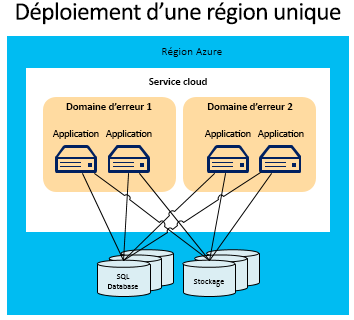 Déploiement d'une région unique
Région Azure
Service cloud
Domaine d'erreur 1
Domaine d'erreur 2
Application
Application
Application
Application
SQL
Database
Stockage